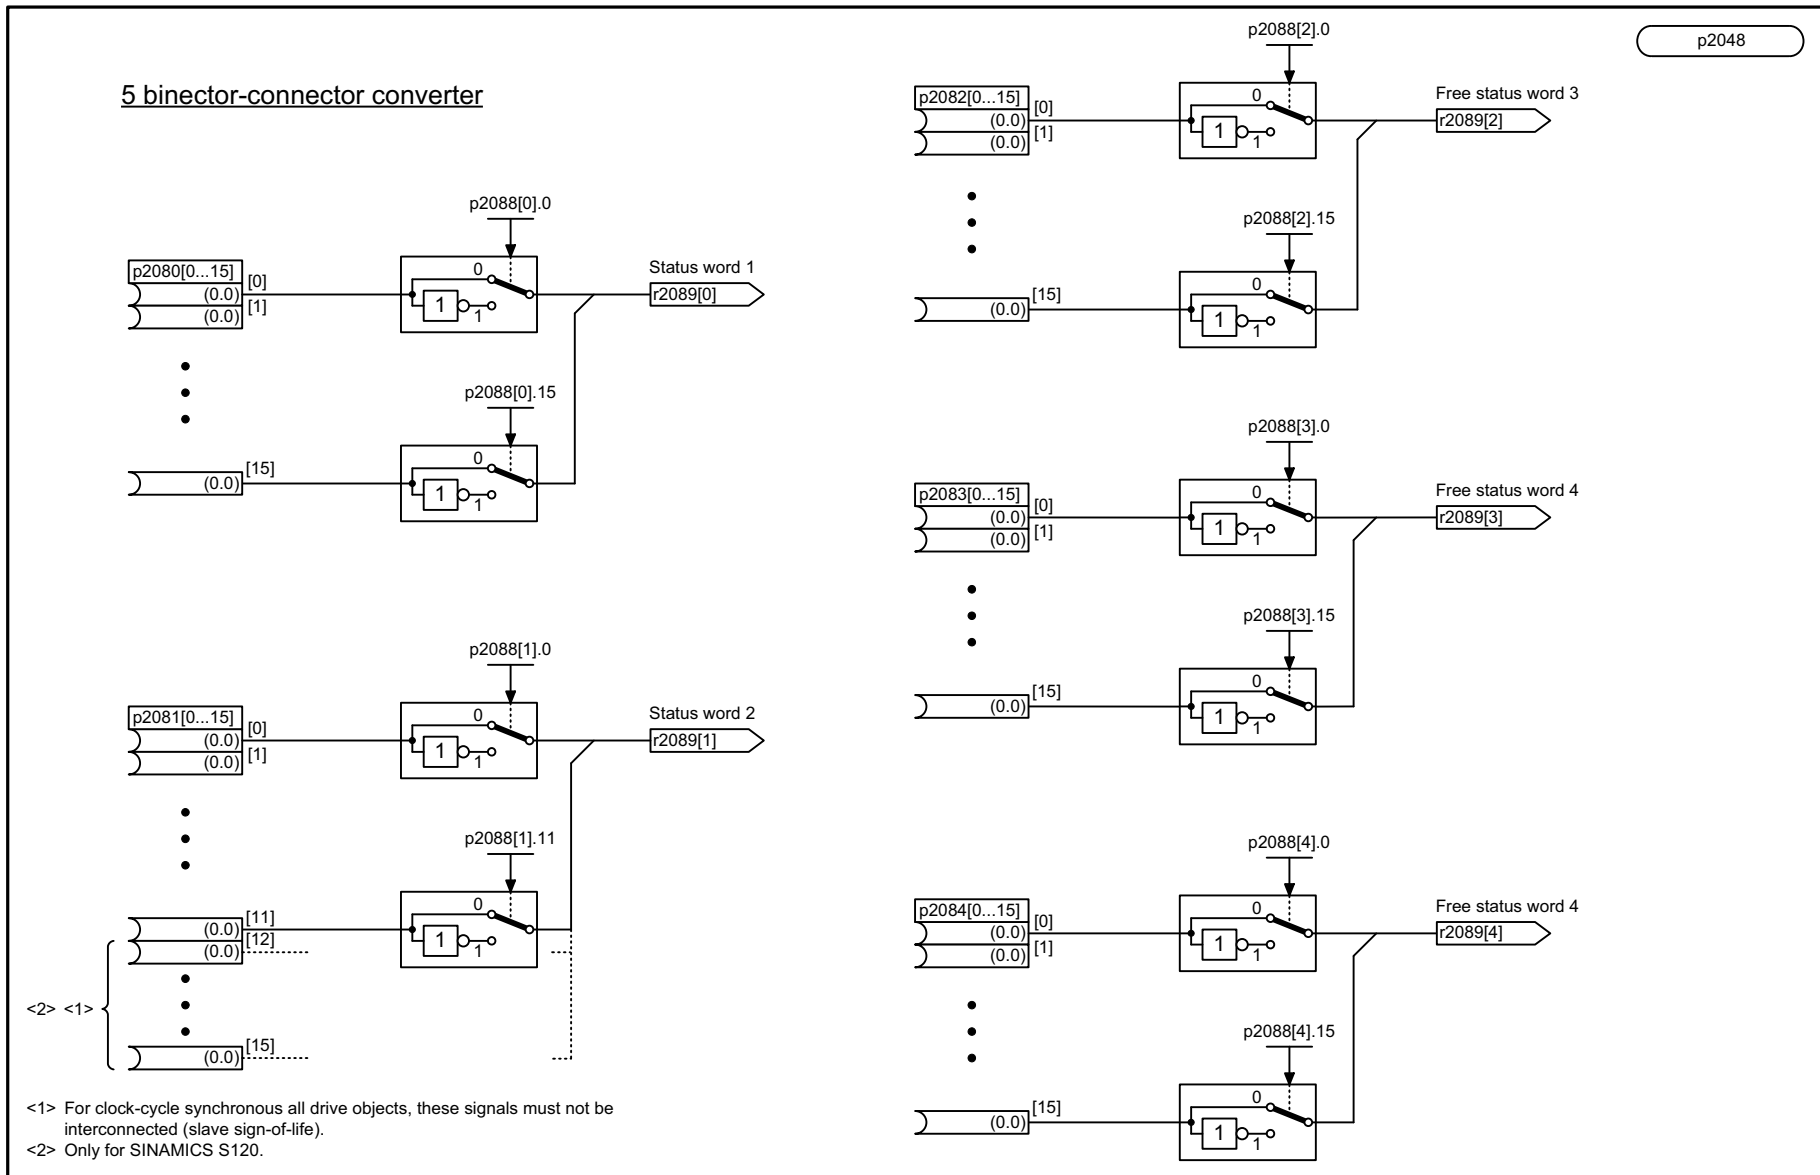 5 binector-connector converter
p2088[0].0
p2080[0...15]
[0]
(0.0)
[1]
(0.0)
0
1
1
Status word 1
r2089[0]
p2088[0].15
[15]
(0.0)
0
1
1
p2088[1].0
p2081[0...15]
[0]
(0.0)
[1]
(0.0)
0
1
1
Status word 2
r2089[1]
p2088[1].11
[11]
(0.0)
[12]
(0.0)
0
1
1
<2> <1>
[15]
(0.0)
<1> For clock-cycle synchronous all drive objects, these signals must not be
interconnected (slave sign-of-life).
<2> Only for SINAMICS S120.
p2048
p2088[2].0
p2082[0...15]
[0]
(0.0)
[1]
(0.0)
0
1
1
Free status word 3
r2089[2]
p2088[2].15
[15]
(0.0)
0
1
1
p2088[3].0
p2083[0...15]
[0]
(0.0)
[1]
(0.0)
0
1
1
Free status word 4
r2089[3]
p2088[3].15
[15]
(0.0)
0
1
1
p2088[4].0
p2084[0...15]
[0]
(0.0)
[1]
(0.0)
0
1
1
Free status word 4
r2089[4]
p2088[4].15
[15]
(0.0)
0
1
1